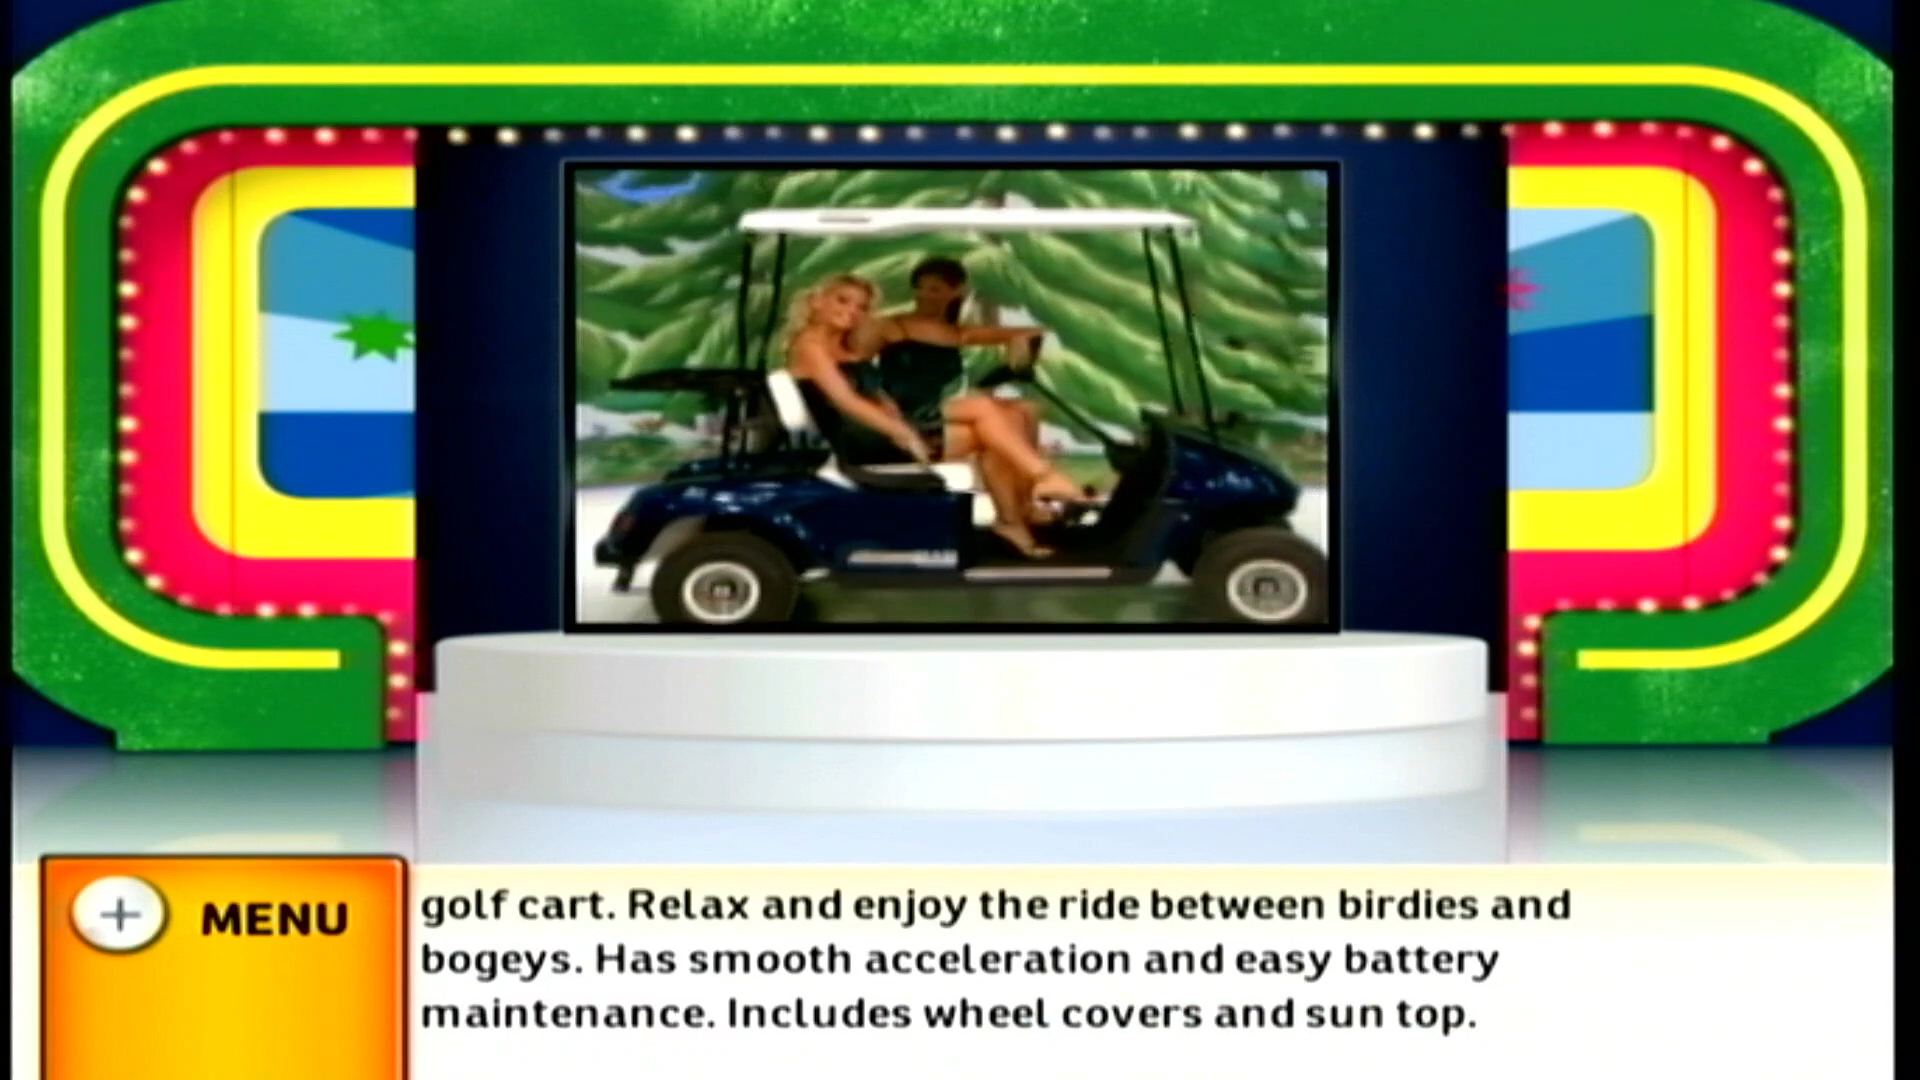 MENU
golf cart. Relax and enjoy the ride between birdies and
bogeys. Has smooth acceleration and easy battery
maintenance. Includes wheel covers and sun top.